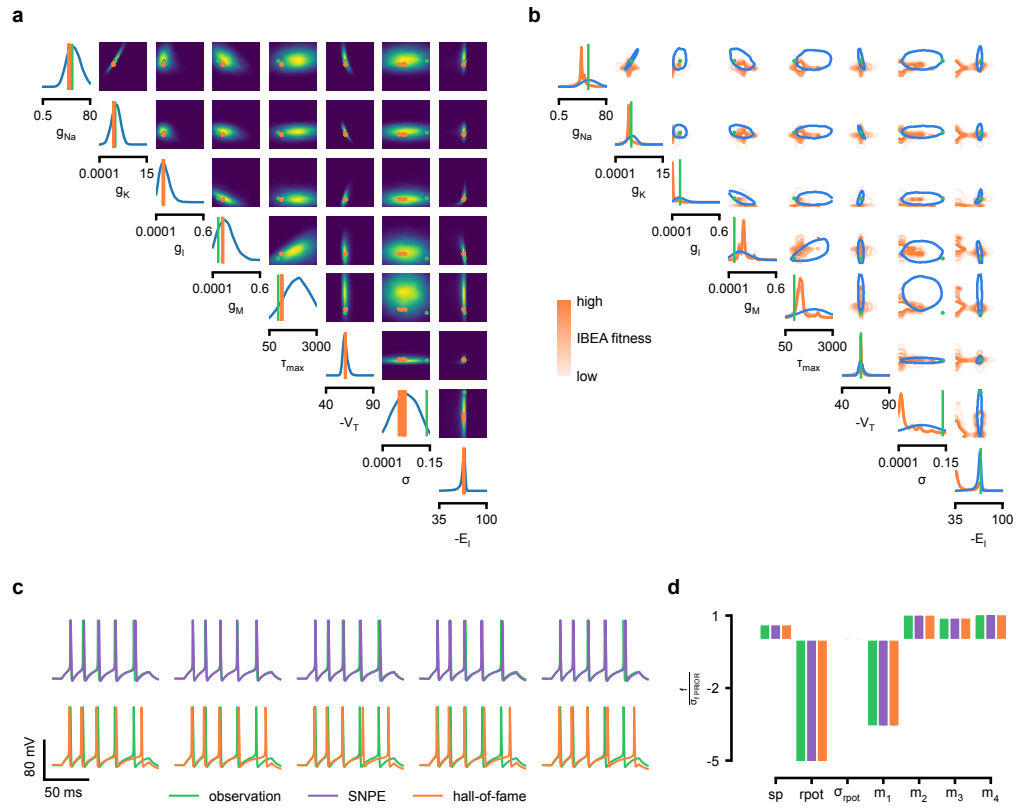 a
0.5 80
g_Na
0.0001 15
g_K
0.0001 0.6
g_l
0.0001 0.6
g_M
50 3000
τ_max
40 90
-V_T
0.0001 0.15
σ
35 100
-E_l
b
0.5 80
g_Na
0.0001 15
g_K
0.0001 0.6
g_l
0.0001 0.6
g_M
50 3000
τ_max
40 90
-V_T
0.0001 0.15
σ
35 100
-E_l
high
IBEA fitness
low
c
80 mV
50 ms
observation SNPE hall-of-fame
d
1
-2
-5
f
σ_f PRIOR
sp rpot σ_rpot m_1 m_2 m_3 m_4